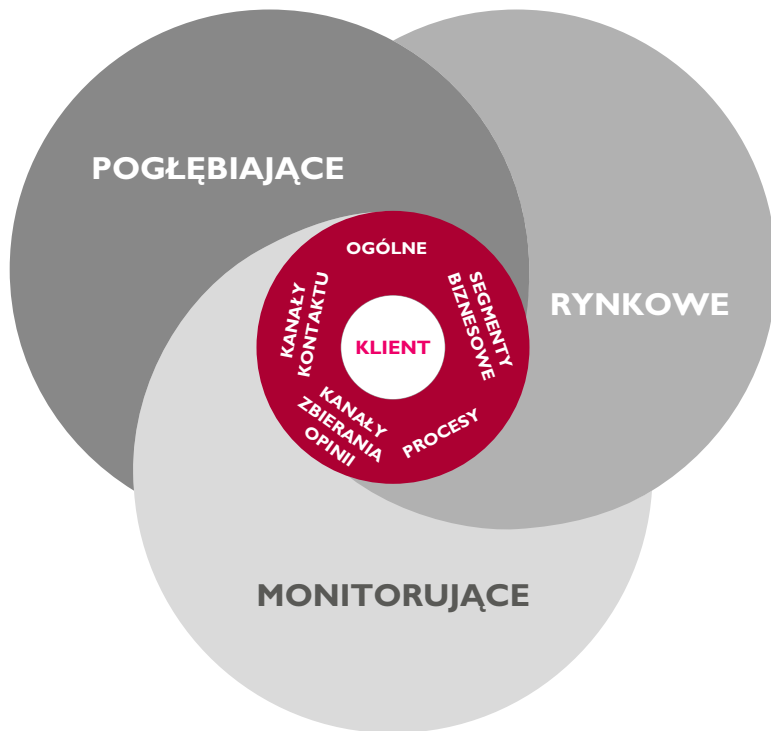 POGŁĘBIAJĄCE
RYNKOWE
OGÓLNE
SEGMENTY
BIZNESOWE
KANAŁY
KONTAKTU
KLIENT
KANAŁY
ZBIERANIA
OPINII
PROCESY
MONITORUJĄCE